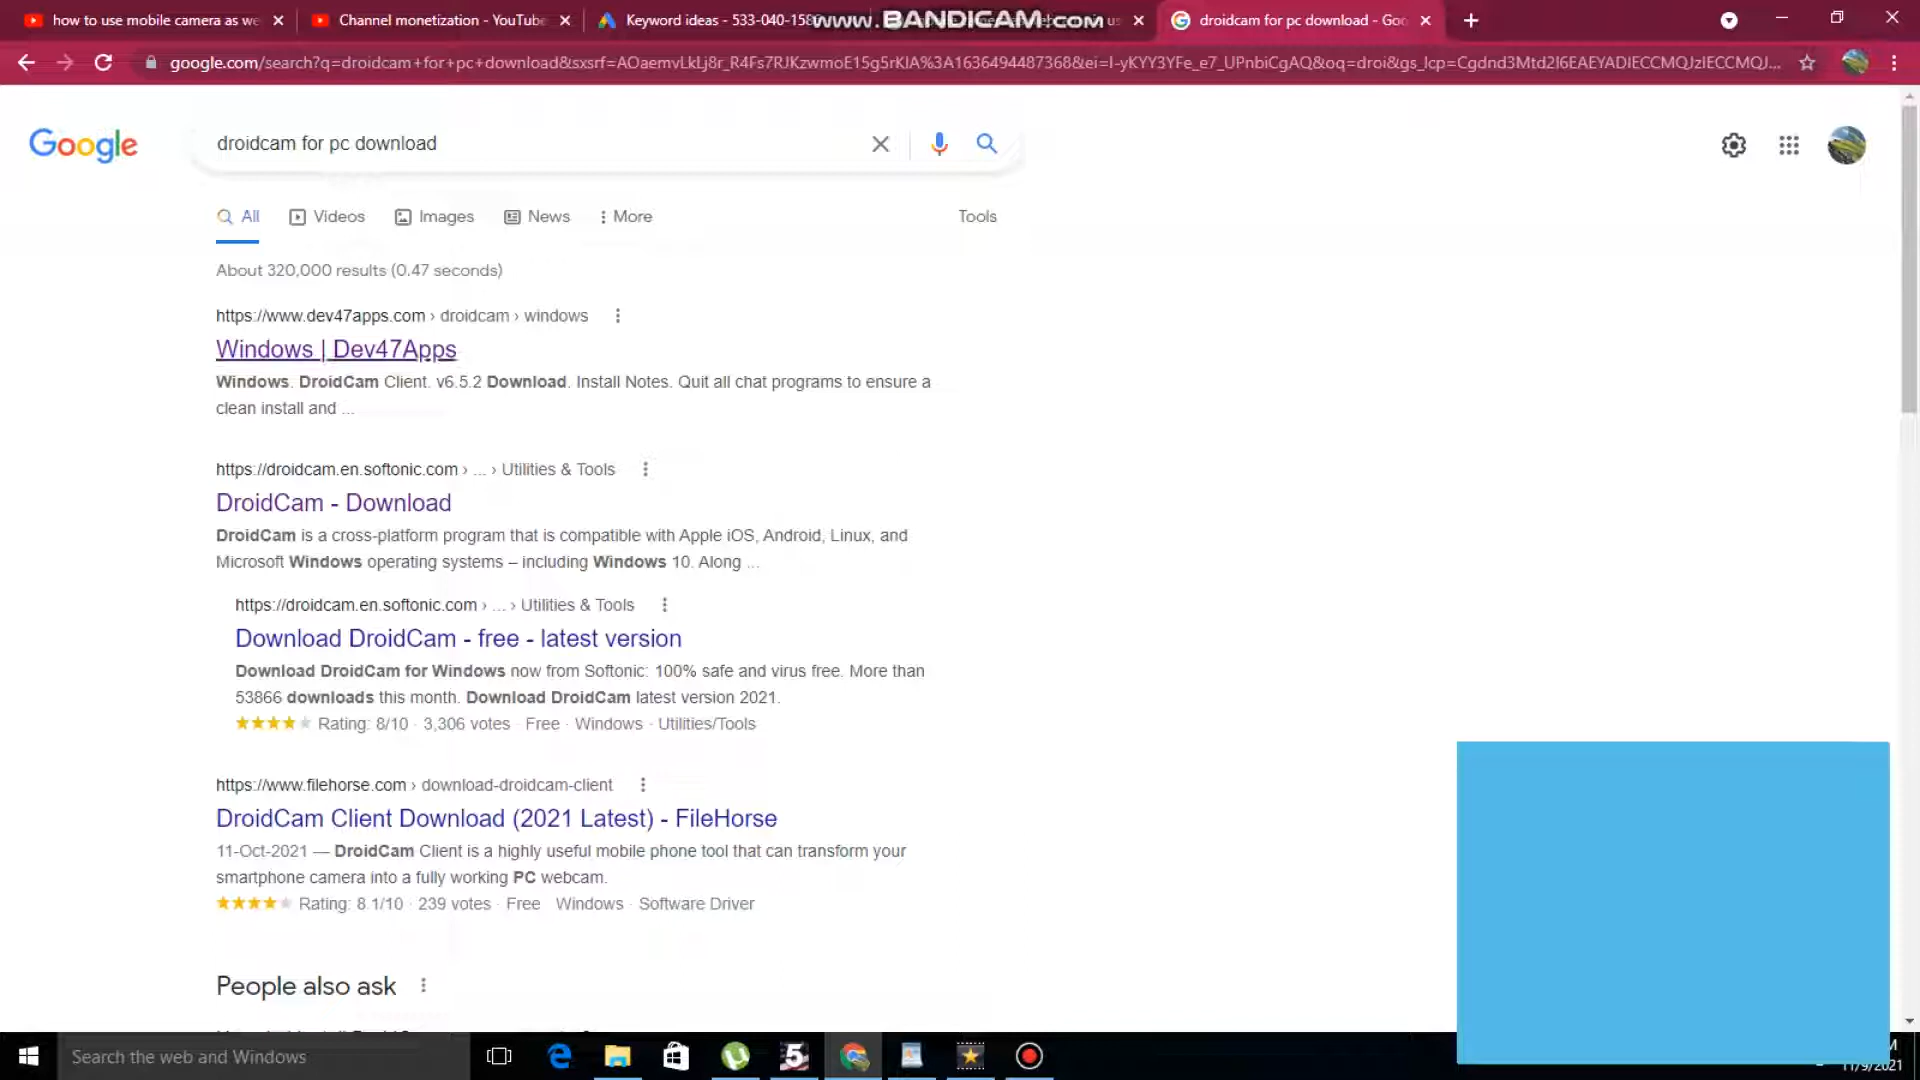 how to use mobile camera as we
Channel monetization - YouTube
Keyword ideas - 533-040-158
www.BANDICAM.com
droidcam for pc download - Goo
google.com/search?q=droidcam+for+pc+download&sxsrf=AOaemvLkLj8r_R4Fs7RJKzwmoE15g5rKlA%3A1636494487368&ei=I-yKYY3YFe_e7_UPnbiCgAQ&oq=droi&gs_lcp=Cgdnd3Mtd2l6EAEYADIECCMQJzIECCMQJ...
Google
droidcam for pc download
All
Videos
Images
News
More
Tools
About 320,000 results (0.47 seconds)
https://www.dev47apps.com › droidcam › windows
Windows | Dev47Apps
Windows. DroidCam Client. v6.5.2 Download. Install Notes. Quit all chat programs to ensure a
clean install and ...
https://droidcam.en.softonic.com › ... › Utilities & Tools
DroidCam - Download
DroidCam is a cross-platform program that is compatible with Apple iOS, Android, Linux, and
Microsoft Windows operating systems – including Windows 10. Along ...
https://droidcam.en.softonic.com › ... › Utilities & Tools
Download DroidCam - free - latest version
Download DroidCam for Windows now from Softonic: 100% safe and virus free. More than
53866 downloads this month. Download DroidCam latest version 2021.
Rating: 8/10 · 3,306 votes · Free · Windows · Utilities/Tools
https://www.filehorse.com › download-droidcam-client
DroidCam Client Download (2021 Latest) - FileHorse
11-Oct-2021 — DroidCam Client is a highly useful mobile phone tool that can transform your
smartphone camera into a fully working PC webcam.
Rating: 8.1/10 · 239 votes · Free · Windows · Software Driver
People also ask
Search the web and Windows
11/9/2021